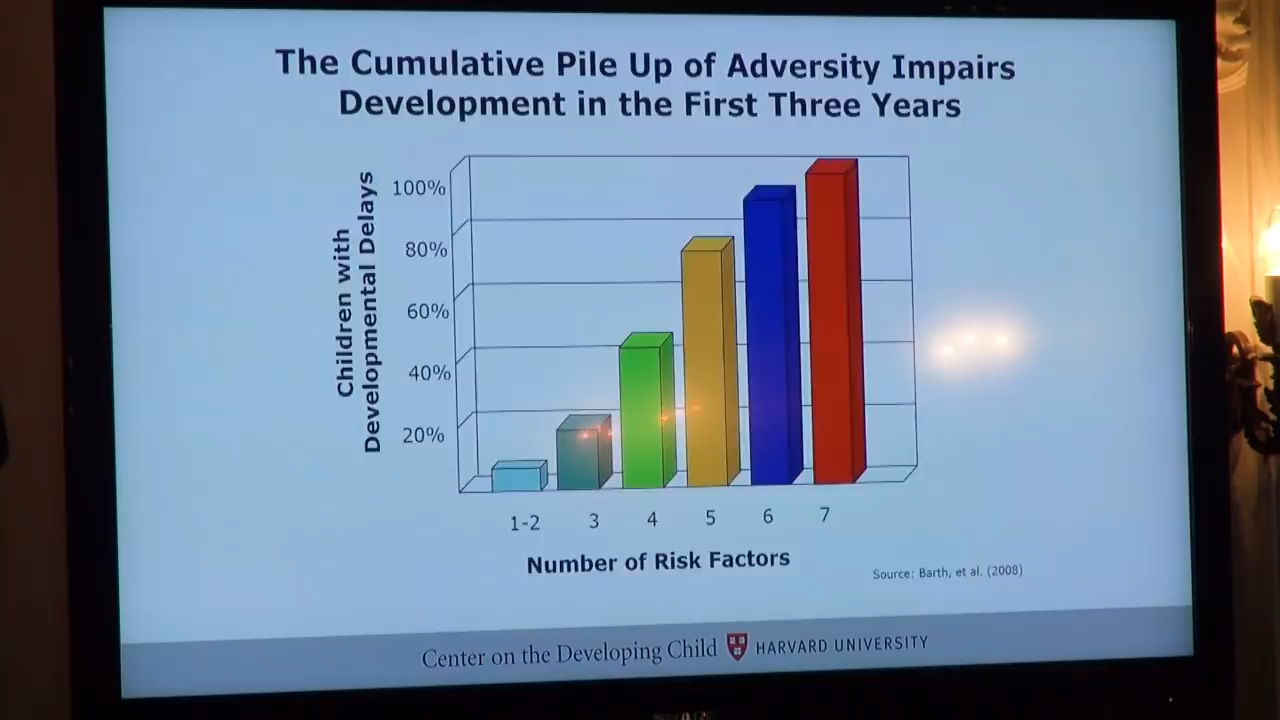 The Cumulative Pile Up of Adversity Impairs
Development in the First Three Years
Children with
Developmental Delays
100%
80%
60%
40%
20%
1-2 3 4 5 6 7
Number of Risk Factors
Source: Barth, et al. (2008)
Center on the Developing Child HARVARD UNIVERSITY